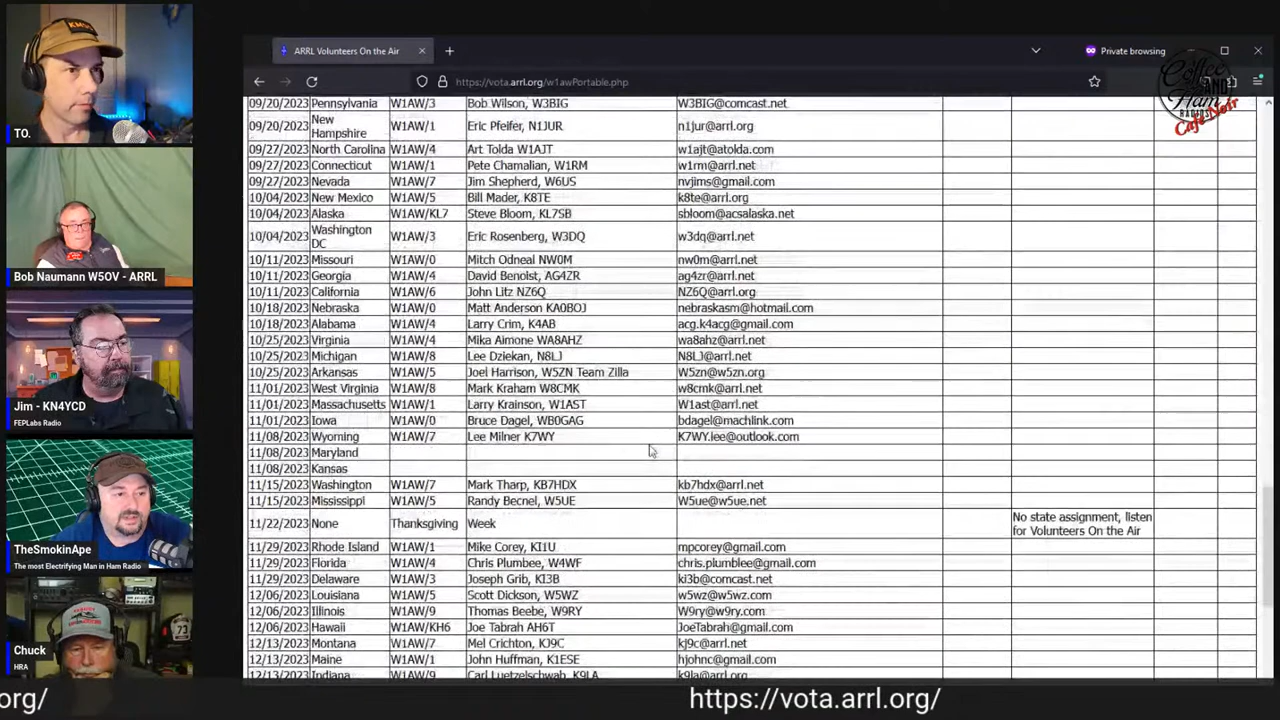 ARRL Volunteers On the Air
Private browsing
https://vota.arrl.org/w1awPortable.php
Coffee
AND
Ham
RADIOS
Café Noir
TO.
Bob Naumann W5OV - ARRL
Jim - KN4YCD
FEPLabs Radio
TheSmokinApe
The most Electrifying Man in Ham Radio
Chuck
HRA
09/20/2023 Pennsylvania W1AW/3 Bob Wilson, W3BIG W3BIG@comcast.net
09/20/2023 New Hampshire W1AW/1 Eric Pfeifer, N1JUR n1jur@arrl.org
09/27/2023 North Carolina W1AW/4 Art Tolda W1AJT w1ajt@atolda.com
09/27/2023 Connecticut W1AW/1 Pete Chamalian, W1RM w1rm@arrl.net
09/27/2023 Nevada W1AW/7 Jim Shepherd, W6US nvjims@gmail.com
10/04/2023 New Mexico W1AW/5 Bill Mader, K8TE k8te@arrl.org
10/04/2023 Alaska W1AW/KL7 Steve Bloom, KL7SB sbloom@acsalaska.net
10/04/2023 Washington DC W1AW/3 Eric Rosenberg, W3DQ w3dq@arrl.net
10/11/2023 Missouri W1AW/0 Mitch Odneal NW0M nw0m@arrl.net
10/11/2023 Georgia W1AW/4 David Benolst, AG4ZR ag4zr@arrl.net
10/11/2023 California W1AW/6 John Litz NZ6Q NZ6Q@arrl.org
10/18/2023 Nebraska W1AW/0 Matt Anderson KA0BOJ nebraskasm@hotmail.com
10/18/2023 Alabama W1AW/4 Larry Crim, K4AB acg.k4acg@gmail.com
10/25/2023 Virginia W1AW/4 Mika Aimone WA8AHZ wa8ahz@arrl.net
10/25/2023 Michigan W1AW/8 Lee Dziekan, N8LJ N8LJ@arrl.net
10/25/2023 Arkansas W1AW/5 Joel Harrison, W5ZN Team Zilla W5zn@w5zn.org
11/01/2023 West Virginia W1AW/8 Mark Kraham W8CMK w8cmk@arrl.net
11/01/2023 Massachusetts W1AW/1 Larry Krainson, W1AST W1ast@arrl.net
11/01/2023 Iowa W1AW/0 Bruce Dagel, WB0GAG bdagel@machlink.com
11/08/2023 Wyoming W1AW/7 Lee Milner K7WY K7WY.lee@outlook.com
11/08/2023 Maryland
11/08/2023 Kansas
11/15/2023 Washington W1AW/7 Mark Tharp, KB7HDX kb7hdx@arrl.net
11/15/2023 Mississippi W1AW/5 Randy Becnel, W5UE W5ue@w5ue.net
11/22/2023 None Thanksgiving Week No state assignment, listen for Volunteers On the Air
11/29/2023 Rhode Island W1AW/1 Mike Corey, KI1U mpcorey@gmail.com
11/29/2023 Florida W1AW/4 Chris Plumbee, W4WF chris.plumblee@gmail.com
11/29/2023 Delaware W1AW/3 Joseph Grib, KI3B ki3b@comcast.net
12/06/2023 Louisiana W1AW/5 Scott Dickson, W5WZ w5wz@w5wz.com
12/06/2023 Illinois W1AW/9 Thomas Beebe, W9RY W9ry@w9ry.com
12/06/2023 Hawaii W1AW/KH6 Joe Tabrah AH6T JoeTabrah@gmail.com
12/13/2023 Montana W1AW/7 Mel Crichton, KJ9C kj9c@arrl.net
12/13/2023 Maine W1AW/1 John Huffman, K1ESE hjohnc@gmail.com
12/13/2023 Indiana W1AW/9 Carl Luetzelschwab, K9LA k9la@arrl.org
org/ https://vota.arrl.org/